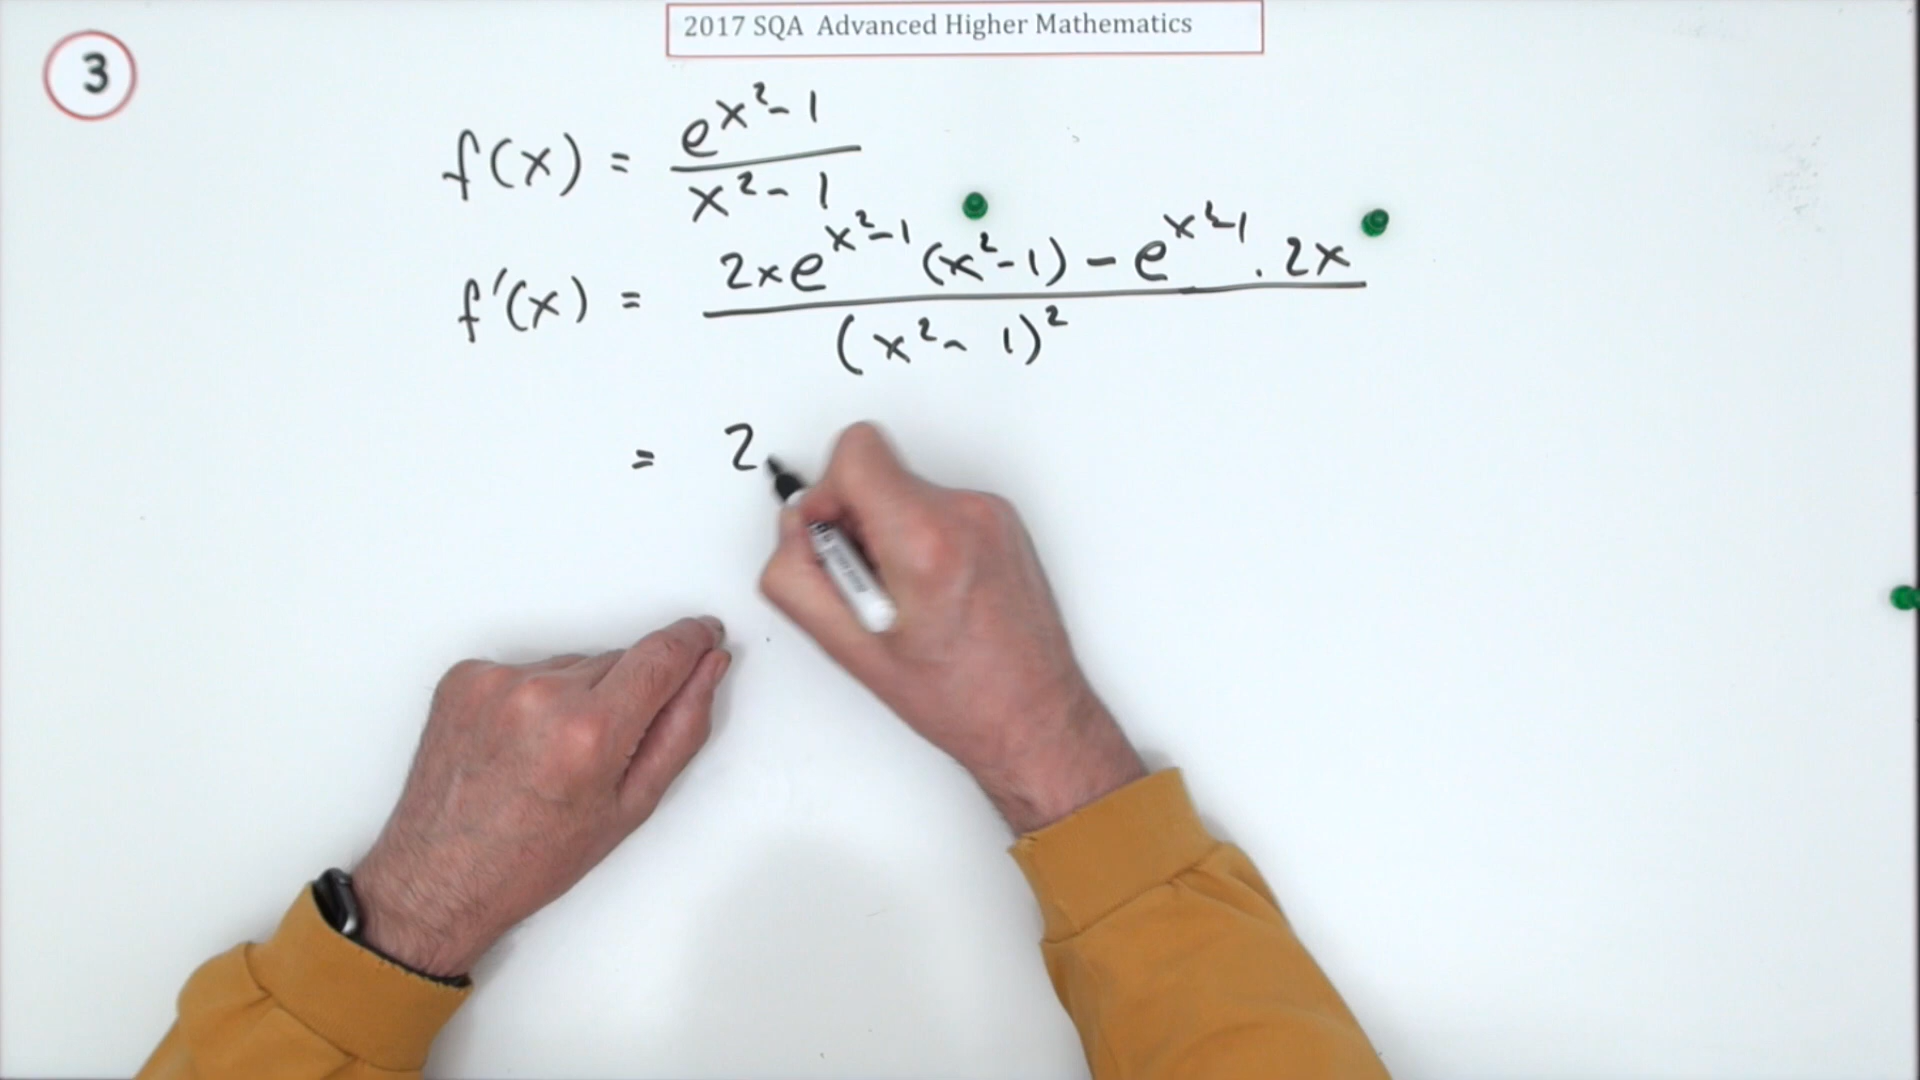 2017 SQA Advanced Higher Mathematics
3
f(x) = e^(x²-1) / (x²-1)
f'(x) = (2xe^(x²-1) (x²-1) - e^(x²-1) . 2x) / (x²-1)²
= 2